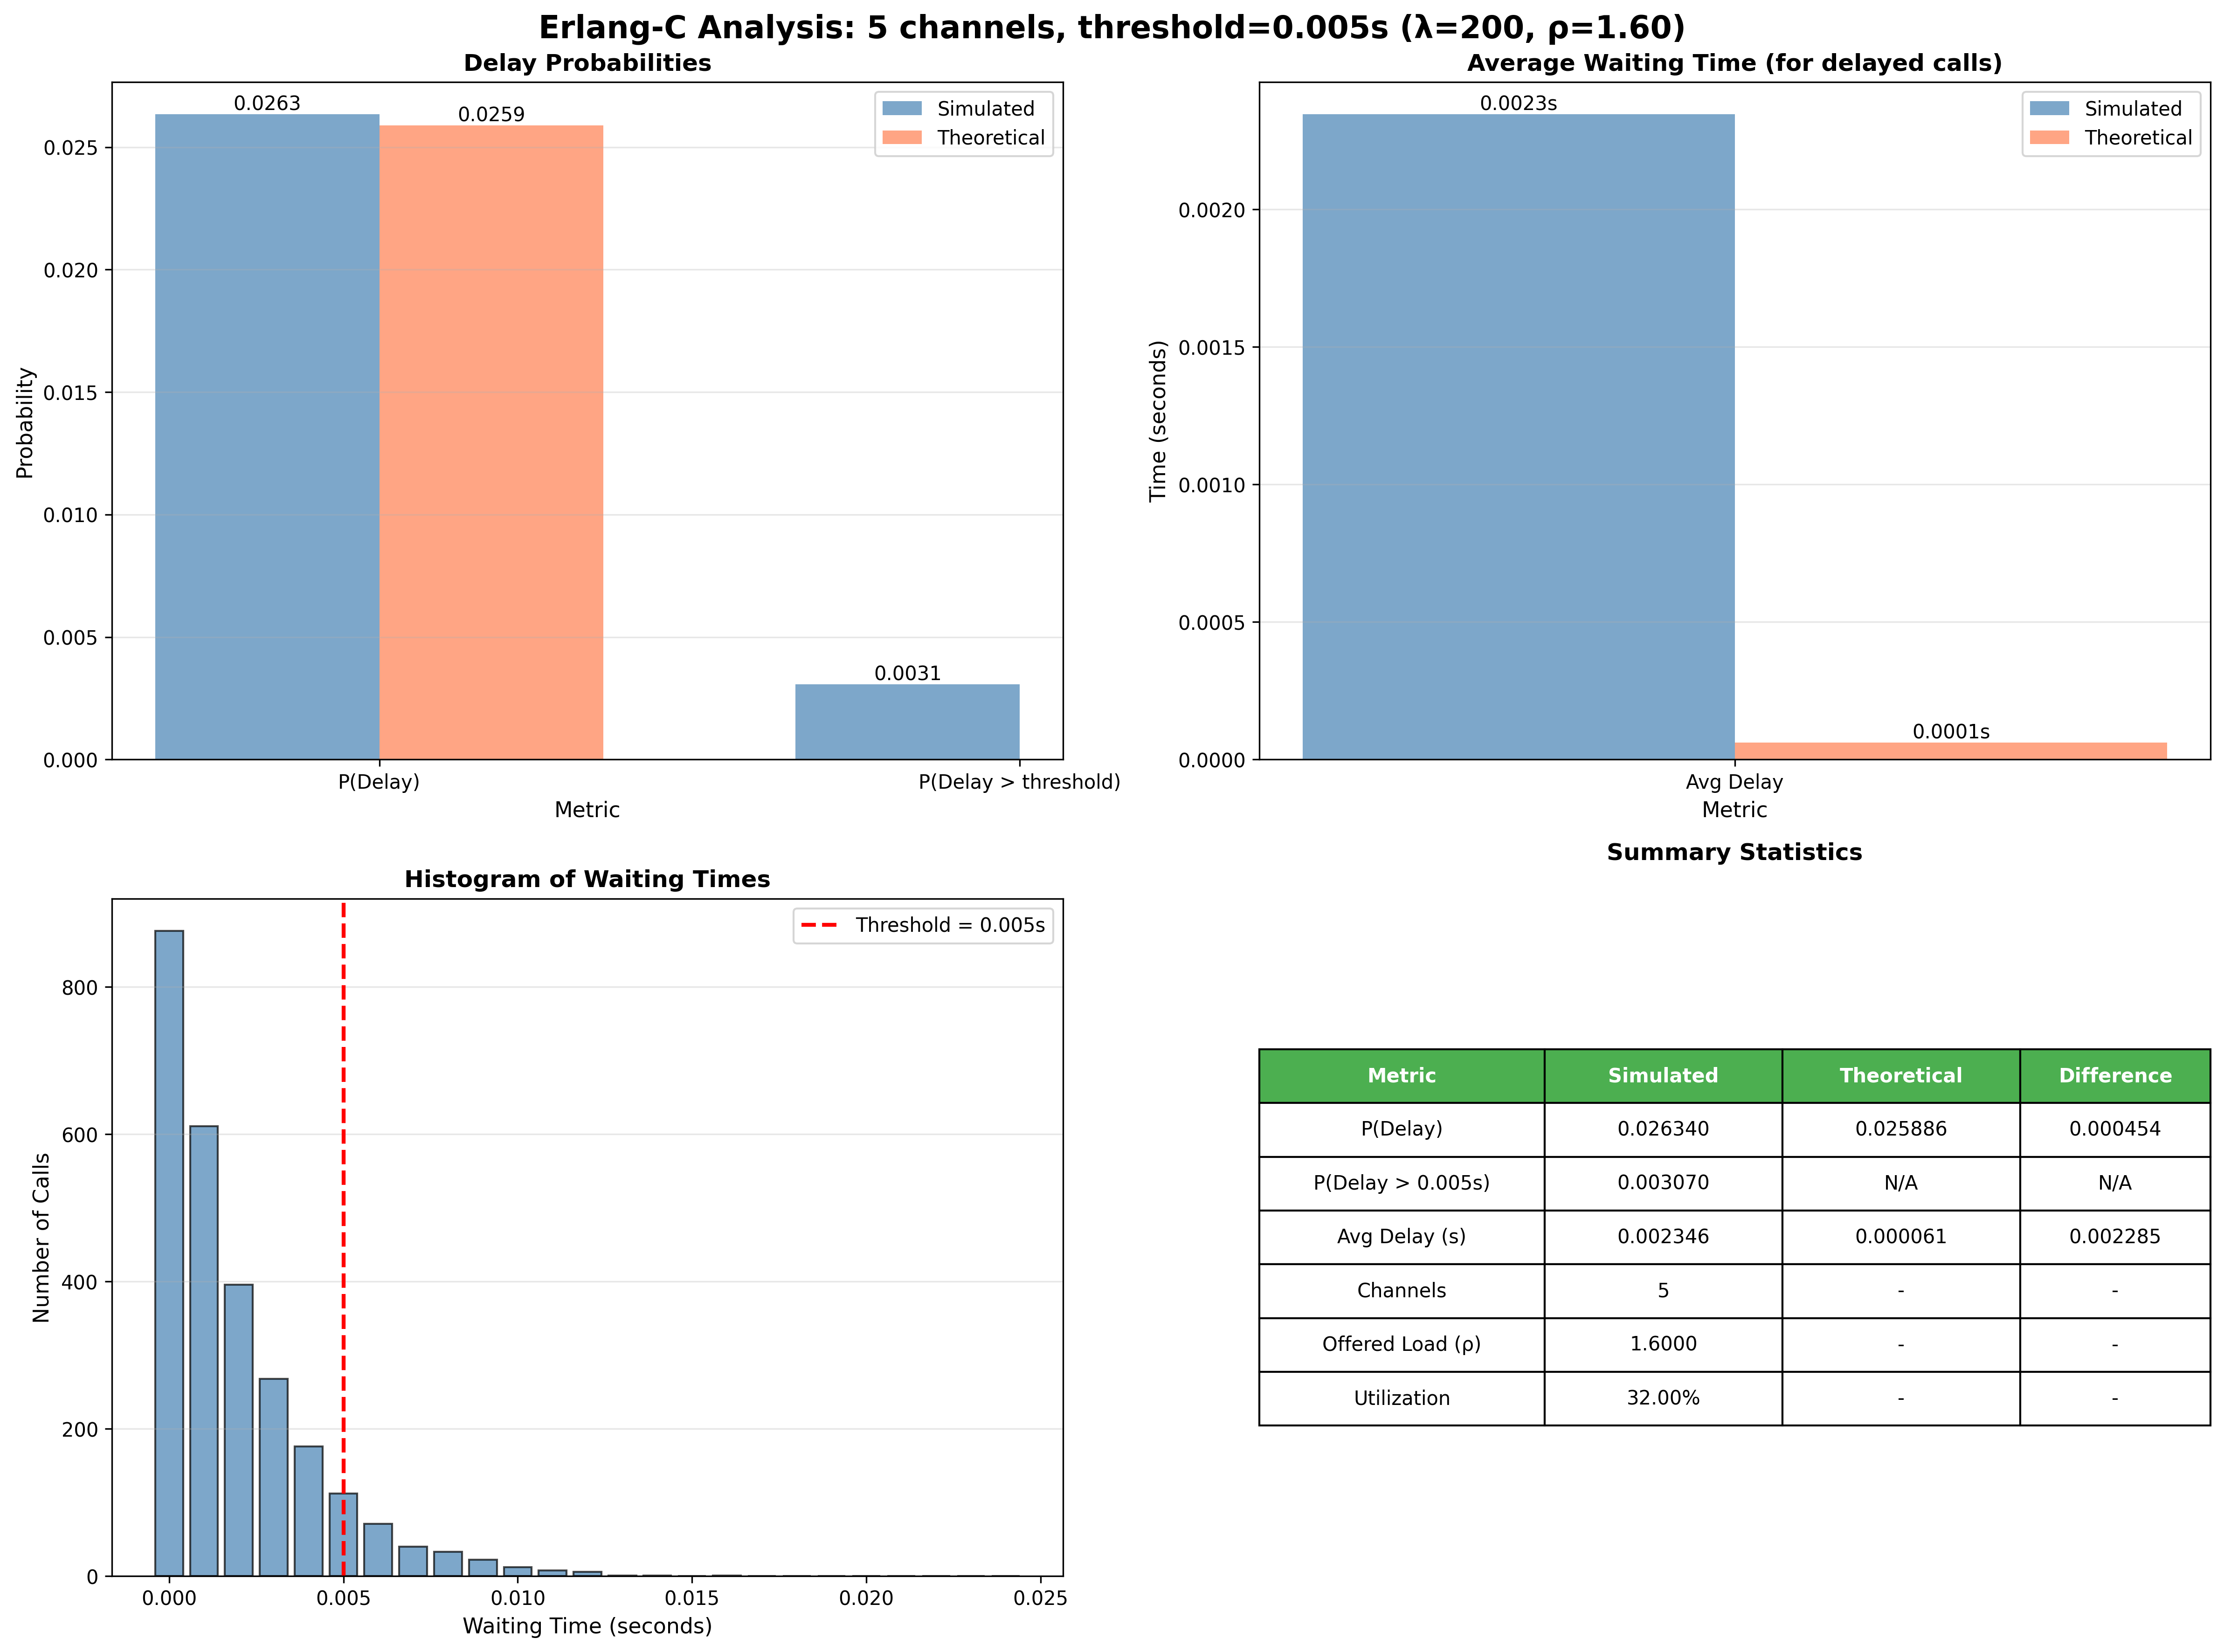 Erlang-C Analysis: 5 channels, threshold=0.005s (λ=200, ρ=1.60)
Delay Probabilities
0.0263
0.0259
0.0031
Simulated
Theoretical
0.025
0.020
0.015
0.010
0.005
0.000
Probability
P(Delay)
P(Delay > threshold)
Metric
Average Waiting Time (for delayed calls)
0.0023s
0.0001s
Simulated
Theoretical
0.0020
0.0015
0.0010
0.0005
0.0000
Time (seconds)
Avg Delay
Metric
Histogram of Waiting Times
Threshold = 0.005s
800
600
400
200
0
Number of Calls
0.000 0.005 0.010 0.015 0.020 0.025
Waiting Time (seconds)
Summary Statistics
Metric Simulated Theoretical Difference
P(Delay) 0.026340 0.025886 0.000454
P(Delay > 0.005s) 0.003070 N/A N/A
Avg Delay (s) 0.002346 0.000061 0.002285
Channels 5 - -
Offered Load (ρ) 1.6000 - -
Utilization 32.00% - -